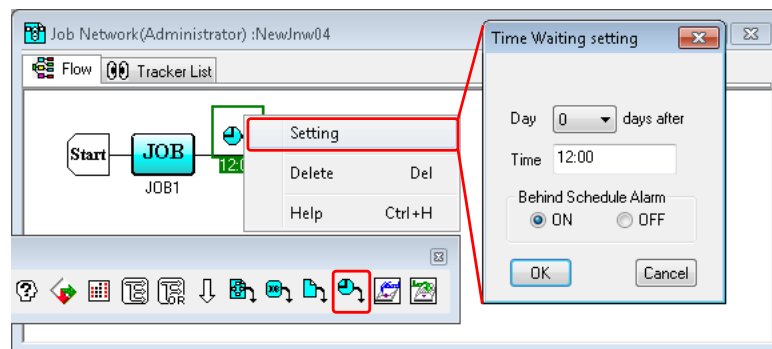 Job Network(Administrator) :NewJnw04
Flow
Tracker List
Start
JOB
JOB1
12:0
Setting
Delete Del
Help Ctrl+H
OR
Time Waiting setting
Day 0 days after
Time 12:00
Behind Schedule Alarm
ON OFF
OK Cancel